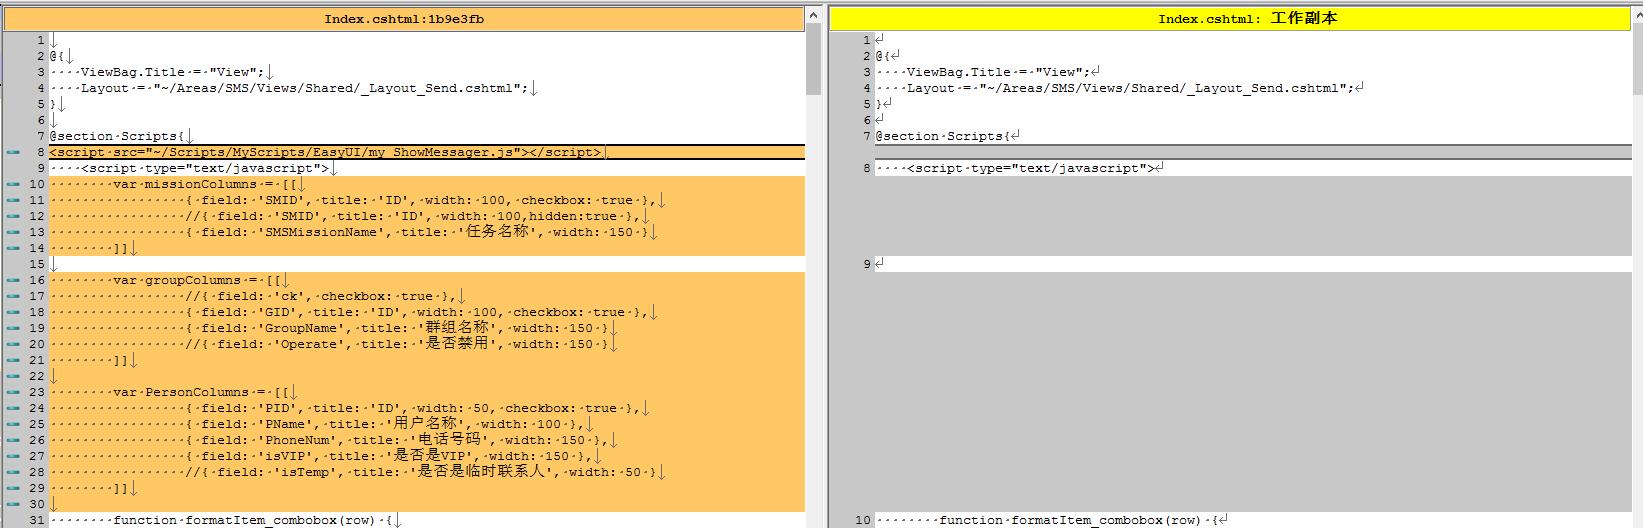 Index.cshtml:1b9e3fb
1
2 @{
3 ViewBag.Title = "View";
4 Layout = "~/Areas/SMS/Views/Shared/_Layout_Send.cshtml";
5 }
6
7 @section Scripts{
8 <script src="~/Scripts/MyScripts/EasyUI/my ShowMessager.js"></script>
9 <script type="text/javascript">
10 var missionColumns = [[
11 { field: 'SMID', title: 'ID', width: 100, checkbox: true },
12 //{ field: 'SMID', title: 'ID', width: 100,hidden:true },
13 { field: 'SMSMissionName', title: '任务名称', width: 150 }
14 ]]
15
16 var groupColumns = [[
17 //{ field: 'ck', checkbox: true },
18 { field: 'GID', title: 'ID', width: 100, checkbox: true },
19 { field: 'GroupName', title: '群组名称', width: 150 }
20 //{ field: 'Operate', title: '是否禁用', width: 150 }
21 ]]
22
23 var PersonColumns = [[
24 { field: 'PID', title: 'ID', width: 50, checkbox: true },
25 { field: 'PName', title: '用户名称', width: 100 },
26 { field: 'PhoneNum', title: '电话号码', width: 150 },
27 { field: 'isVIP', title: '是否是VIP', width: 150 },
28 //{ field: 'isTemp', title: '是否是临时联系人', width: 50 }
29 ]]
30
31 function formatItem_combobox(row) {
Index.cshtml: 工作副本
1
2 @{
3 ViewBag.Title = "View";
4 Layout = "~/Areas/SMS/Views/Shared/_Layout_Send.cshtml";
5 }
6
7 @section Scripts{
8 <script type="text/javascript">
9
10 function formatItem_combobox(row) {